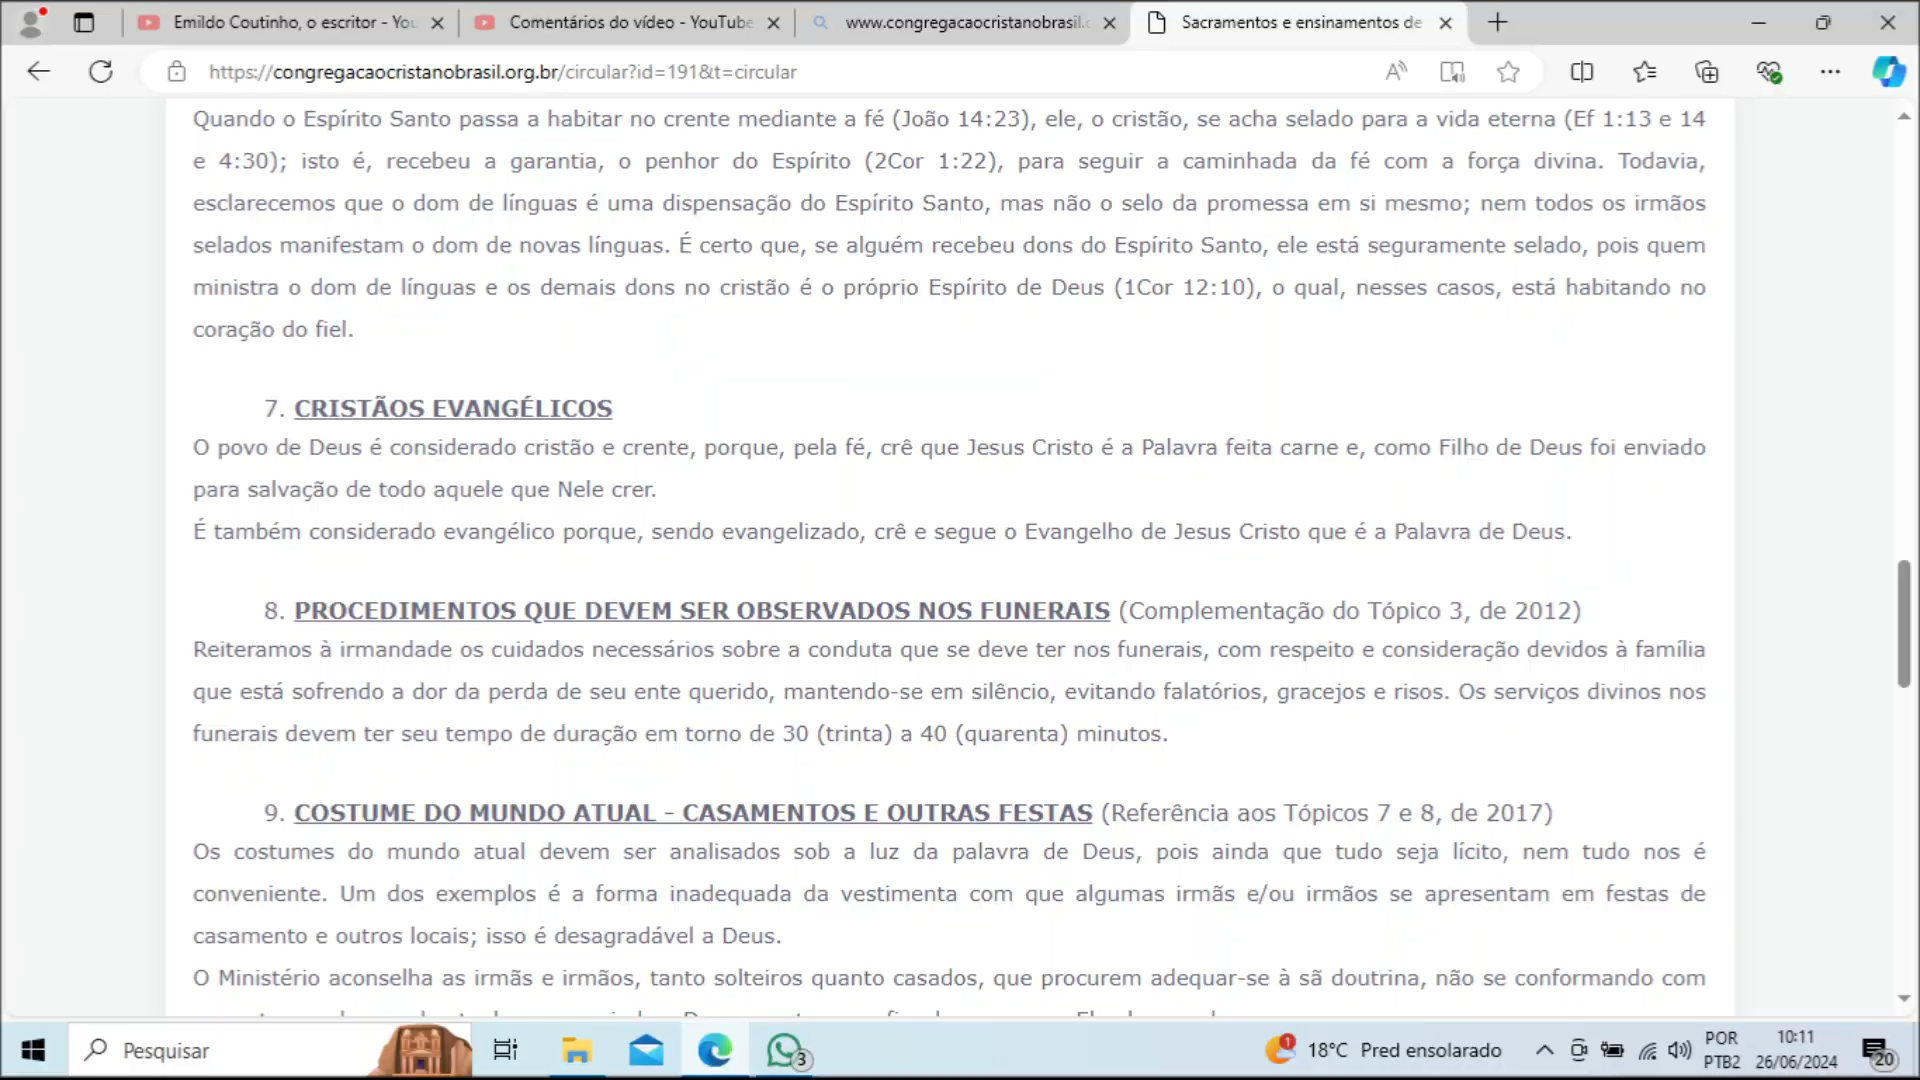 Emildo Coutinho, o escritor - You
Comentários do vídeo - YouTube
www.congregacaocristanobrasil.
Sacramentos e ensinamentos de
https://congregacaocristanobrasil.org.br/circular?id=191&t=circular
Quando o Espírito Santo passa a habitar no crente mediante a fé (João 14:23), ele, o cristão, se acha selado para a vida eterna (Ef 1:13 e 14
e 4:30); isto é, recebeu a garantia, o penhor do Espírito (2Cor 1:22), para seguir a caminhada da fé com a força divina. Todavia,
esclarecemos que o dom de línguas é uma dispensação do Espírito Santo, mas não o selo da promessa em si mesmo; nem todos os irmãos
selados manifestam o dom de novas línguas. É certo que, se alguém recebeu dons do Espírito Santo, ele está seguramente selado, pois quem
ministra o dom de línguas e os demais dons no cristão é o próprio Espírito de Deus (1Cor 12:10), o qual, nesses casos, está habitando no
coração do fiel.
7. CRISTÃOS EVANGÉLICOS
O povo de Deus é considerado cristão e crente, porque, pela fé, crê que Jesus Cristo é a Palavra feita carne e, como Filho de Deus foi enviado
para salvação de todo aquele que Nele crer.
É também considerado evangélico porque, sendo evangelizado, crê e segue o Evangelho de Jesus Cristo que é a Palavra de Deus.
8. PROCEDIMENTOS QUE DEVEM SER OBSERVADOS NOS FUNERAIS (Complementação do Tópico 3, de 2012)
Reiteramos à irmandade os cuidados necessários sobre a conduta que se deve ter nos funerais, com respeito e consideração devidos à família
que está sofrendo a dor da perda de seu ente querido, mantendo-se em silêncio, evitando falatórios, gracejos e risos. Os serviços divinos nos
funerais devem ter seu tempo de duração em torno de 30 (trinta) a 40 (quarenta) minutos.
9. COSTUME DO MUNDO ATUAL - CASAMENTOS E OUTRAS FESTAS (Referência aos Tópicos 7 e 8, de 2017)
Os costumes do mundo atual devem ser analisados sob a luz da palavra de Deus, pois ainda que tudo seja lícito, nem tudo nos é
conveniente. Um dos exemplos é a forma inadequada da vestimenta com que algumas irmãs e/ou irmãos se apresentam em festas de
casamento e outros locais; isso é desagradável a Deus.
O Ministério aconselha as irmãs e irmãos, tanto solteiros quanto casados, que procurem adequar-se à sã doutrina, não se conformando com
Pesquisar
3
1
18°C Pred ensolarado
POR
PTB2
10:11
26/06/2024
20